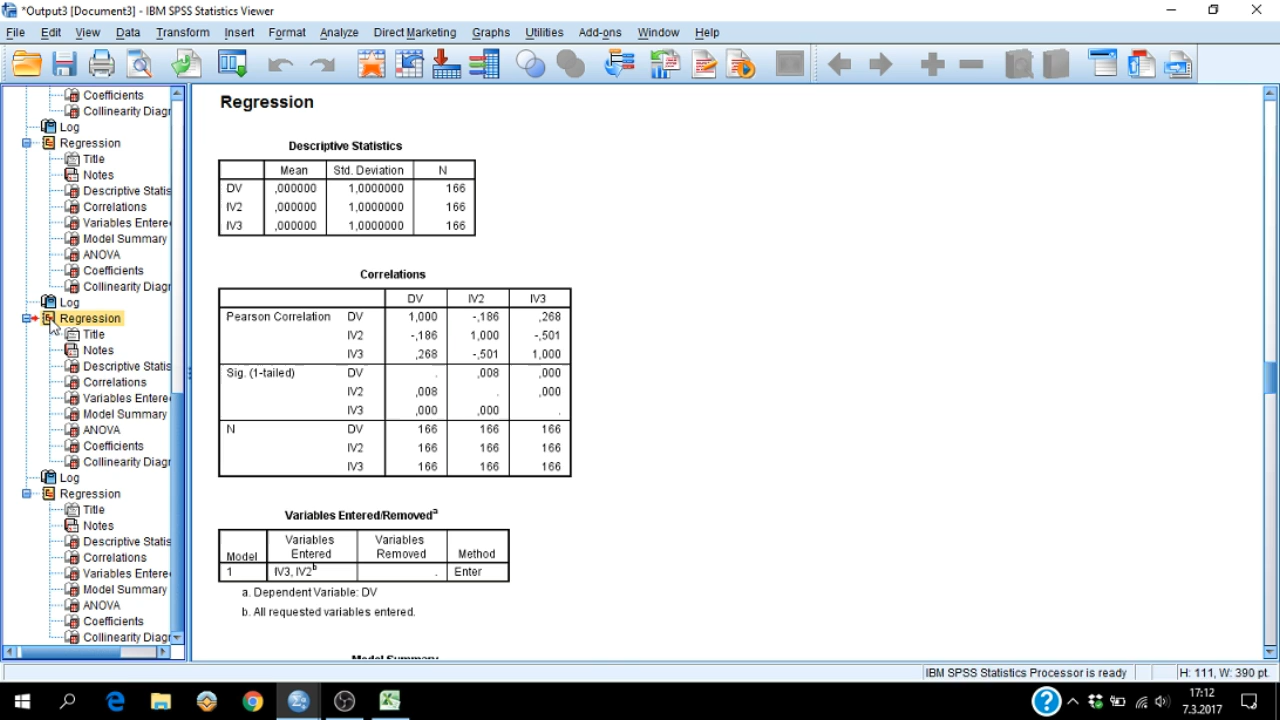 *Output3 [Document3] - IBM SPSS Statistics Viewer
File Edit View Data Transform Insert Format Analyze Direct Marketing Graphs Utilities Add-ons Window Help
Coefficients
Collinearity Diagr
Log
Regression
Title
Notes
Descriptive Statis
Correlations
Variables Entere
Model Summary
ANOVA
Coefficients
Collinearity Diagr
Log
Regression
Title
Notes
Descriptive Statis
Correlations
Variables Entere
Model Summary
ANOVA
Coefficients
Collinearity Diagr
Log
Regression
Title
Notes
Descriptive Statis
Correlations
Variables Entere
Model Summary
ANOVA
Coefficients
Collinearity Diagr
Regression
Descriptive Statistics
Mean Std. Deviation N
DV ,000000 1,0000000 166
IV2 ,000000 1,0000000 166
IV3 ,000000 1,0000000 166
Correlations
DV IV2 IV3
Pearson Correlation DV 1,000 -,186 ,268
IV2 -,186 1,000 -,501
IV3 ,268 -,501 1,000
Sig. (1-tailed) DV . ,008 ,000
IV2 ,008 . ,000
IV3 ,000 ,000 .
N DV 166 166 166
IV2 166 166 166
IV3 166 166 166
Variables Entered/Removedᵃ
Model Variables Entered Variables Removed Method
1 IV3, IV2ᵇ . Enter
a. Dependent Variable: DV
b. All requested variables entered.
Model Summary
IBM SPSS Statistics Processor is ready H: 111, W: 390 pt.
17:12
7.3.2017